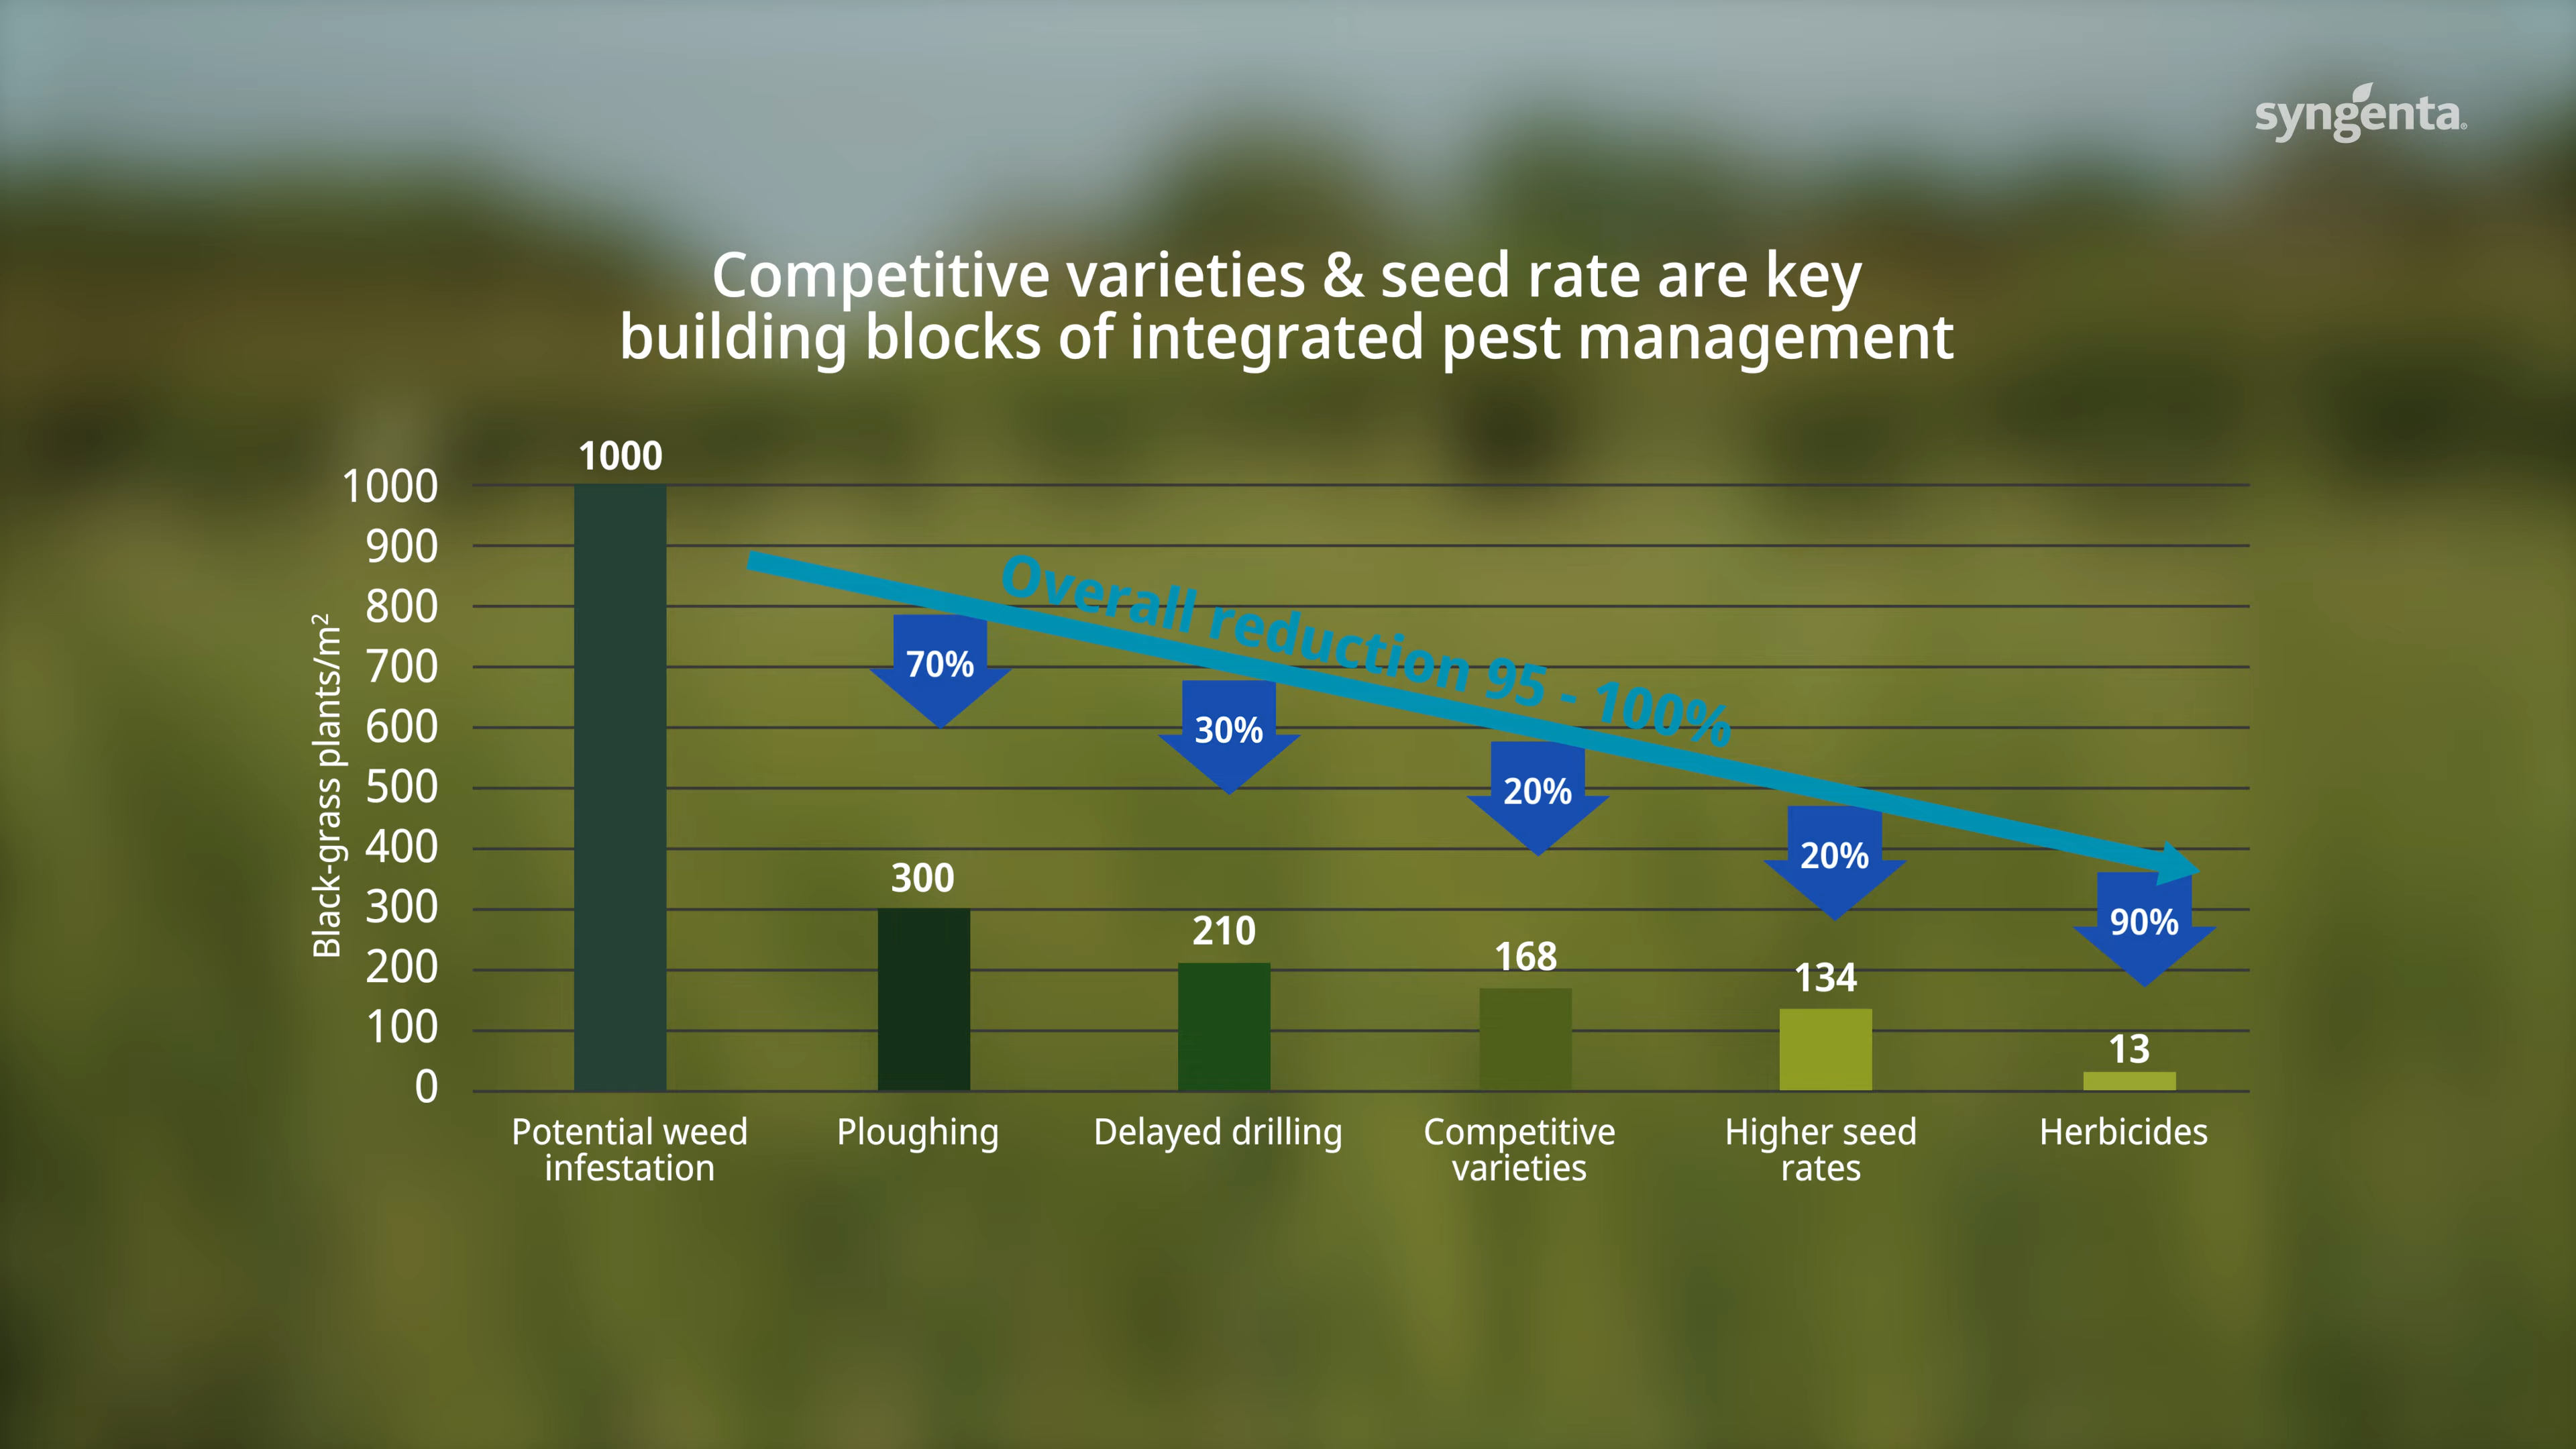 syngenta®
Competitive varieties & seed rate are key
building blocks of integrated pest management
Black-grass plants/m²
1000
900
800
700
600
500
400
300
200
100
0
1000
300
210
168
134
13
Overall reduction 95 - 100%
70%
30%
20%
20%
90%
Potential weed
infestation
Ploughing
Delayed drilling
Competitive
varieties
Higher seed
rates
Herbicides